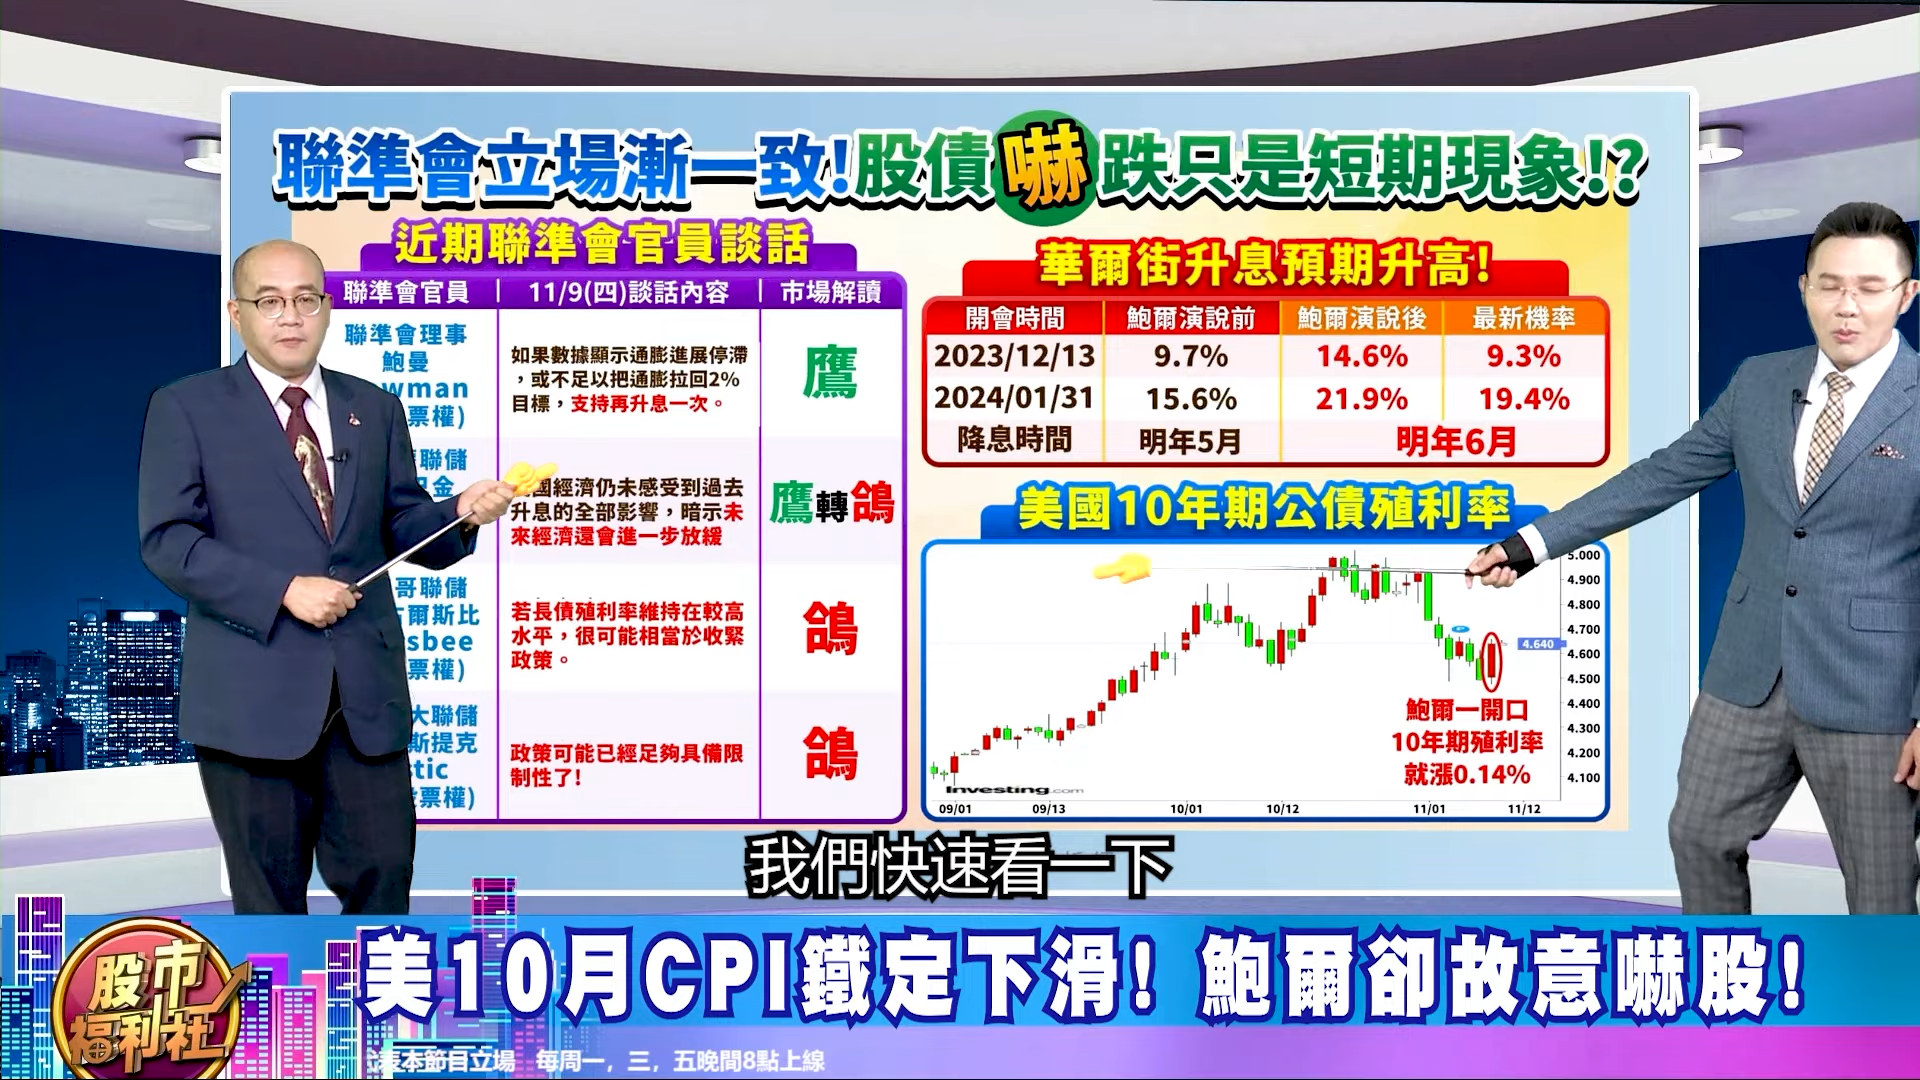 聯準會立場漸一致!股債嚇跌只是短期現象!?
近期聯準會官員談話
聯準會官員
11/9(四)談話內容
市場解讀
聯準會理事
鮑曼
wman
票權)
如果數據顯示通膨進展停滯
，或不足以把通膨拉回2%
目標，支持再升息一次。
鷹
聯儲
國經濟仍未感受到過去
升息的全部影響，暗示未
來經濟還會進一步放緩
鷹轉鴿
哥聯儲
爾斯比
sbee
票權)
若長債殖利率維持在較高
水平，很可能相當於收緊
政策。
鴿
大聯儲
斯提克
tic
票權)
政策可能已經足夠具備限
制性了!
鴿
華爾街升息預期升高!
開會時間 鮑爾演說前 鮑爾演說後 最新機率
2023/12/13 9.7% 14.6% 9.3%
2024/01/31 15.6% 21.9% 19.4%
降息時間 明年5月 明年6月
美國10年期公債殖利率
5.000
4.900
4.800
4.700
4.640
4.600
4.500
4.400
4.300
4.200
4.100
鮑爾一開口
10年期殖利率
就漲0.14%
Investing.com
09/01 09/13 10/01 10/12 11/01 11/12
我們快速看一下
美10月CPI鐵定下滑! 鮑爾卻故意嚇股!
股市
福利社
表本節目立場 每周一，三，五晚間8點上線